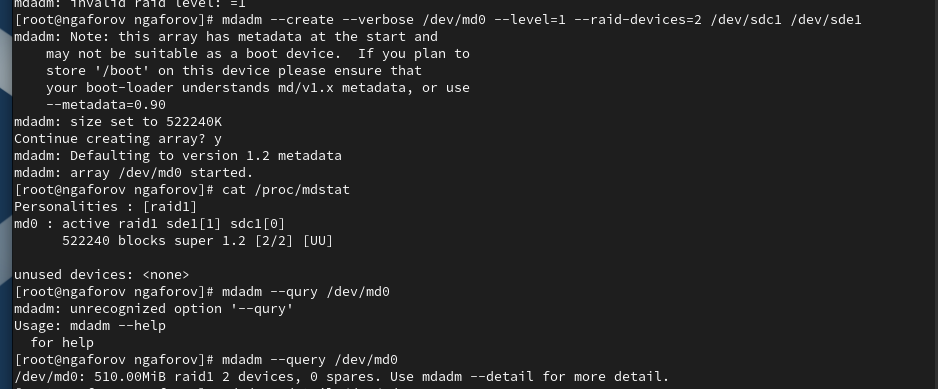 mdadm: invalid raid level: =1
[root@ngaforov ngaforov]# mdadm --create --verbose /dev/md0 --level=1 --raid-devices=2 /dev/sdc1 /dev/sde1
mdadm: Note: this array has metadata at the start and
    may not be suitable as a boot device.  If you plan to
    store '/boot' on this device please ensure that
    your boot-loader understands md/v1.x metadata, or use
    --metadata=0.90
mdadm: size set to 522240K
Continue creating array? y
mdadm: Defaulting to version 1.2 metadata
mdadm: array /dev/md0 started.
[root@ngaforov ngaforov]# cat /proc/mdstat
Personalities : [raid1]
md0 : active raid1 sde1[1] sdc1[0]
      522240 blocks super 1.2 [2/2] [UU]

unused devices: <none>
[root@ngaforov ngaforov]# mdadm --qury /dev/md0
mdadm: unrecognized option '--qury'
Usage: mdadm --help
  for help
[root@ngaforov ngaforov]# mdadm --query /dev/md0
/dev/md0: 510.00MiB raid1 2 devices, 0 spares. Use mdadm --detail for more detail.